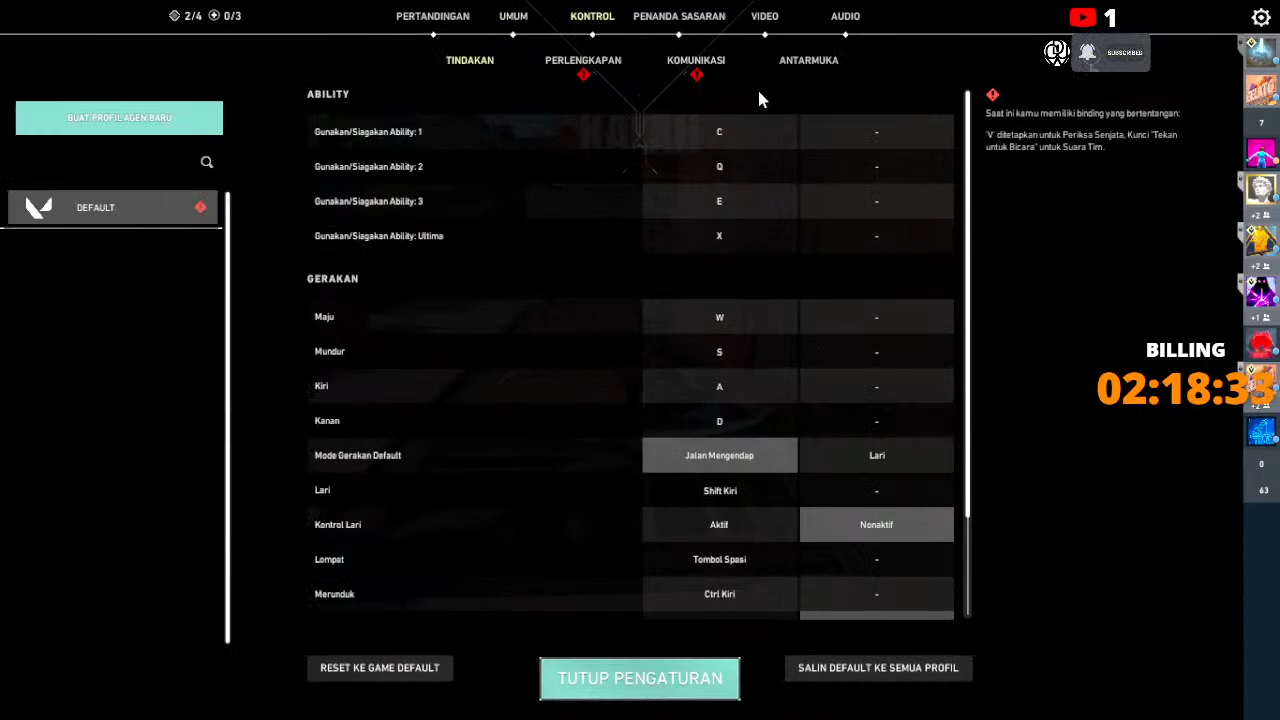 2/4 0/3
PERTANDINGAN UMUM KONTROL PENANDA SASARAN VIDEO AUDIO
1
SUBSCRIBED
TINDAKAN PERLENGKAPAN KOMUNIKASI ANTARMUKA
BUAT PROFIL AGEN BARU
DEFAULT
ABILITY
Gunakan/Siagakan Ability: 1 C -
Gunakan/Siagakan Ability: 2 Q -
Gunakan/Siagakan Ability: 3 E -
Gunakan/Siagakan Ability: Ultima X -
GERAKAN
Maju W -
Mundur S -
Kiri A -
Kanan D -
Mode Gerakan Default Jalan Mengendap Lari
Lari Shift Kiri -
Kontrol Lari Aktif Nonaktif
Lompat Tombol Spasi -
Merunduk Ctrl Kiri -
RESET KE GAME DEFAULT
TUTUP PENGATURAN
SALIN DEFAULT KE SEMUA PROFIL
Saat ini kamu memiliki binding yang bertentangan:
'V' ditetapkan untuk Periksa Senjata, Kunci "Tekan
untuk Bicara" untuk Suara Tim.
BILLING
02:18:33
7
+2
+2
+1
+2
0
63